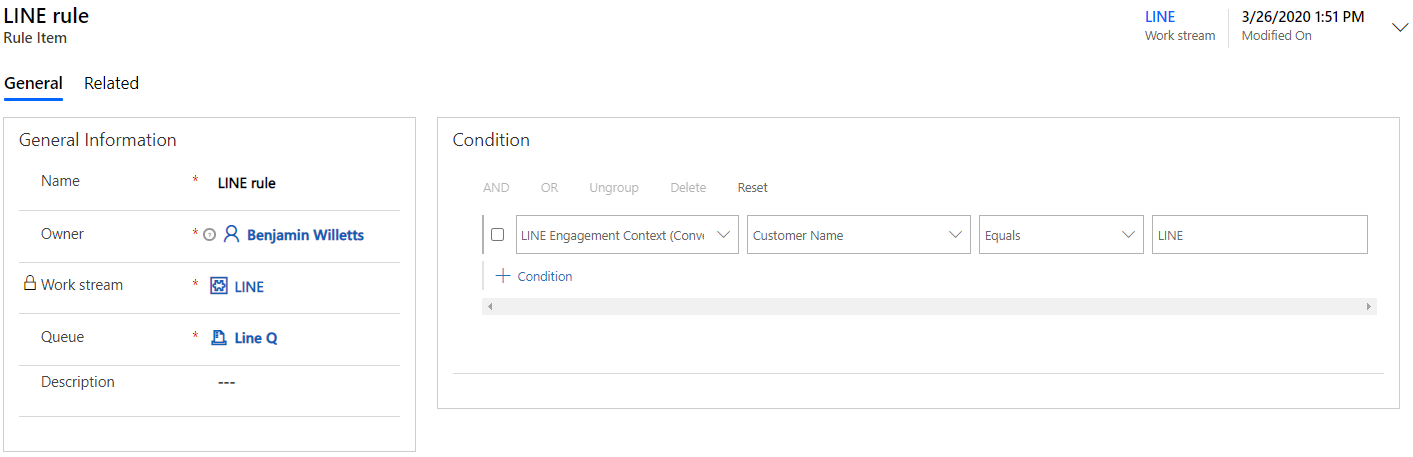 LINE rule
Rule Item
LINE
Work stream
3/26/2020 1:51 PM
Modified On
General Related
General Information
Name * LINE rule
Owner * Benjamin Willetts
Work stream * LINE
Queue * Line Q
Description ---
Condition
AND OR Ungroup Delete Reset
LINE Engagement Context (Conve Customer Name Equals LINE
Condition